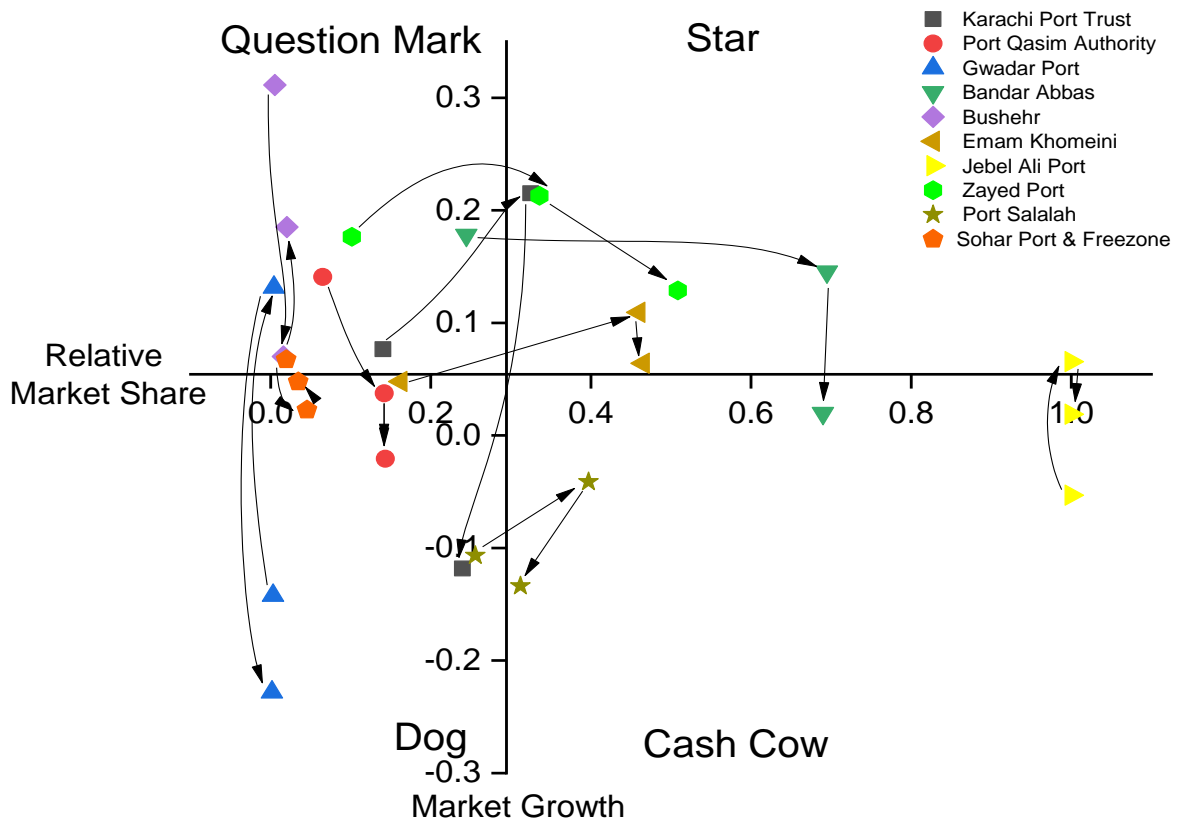 Question Mark
Star
Karachi Port Trust
Port Qasim Authority
Gwadar Port
Bandar Abbas
Bushehr
Emam Khomeini
Jebel Ali Port
Zayed Port
Port Salalah
Sohar Port & Freezone
0.3
0.2
0.1
Relative
Market Share
0.0
0.2
0.4
0.6
0.8
1.0
0.0
-0.1
-0.2
Dog
Cash Cow
-0.3
Market Growth